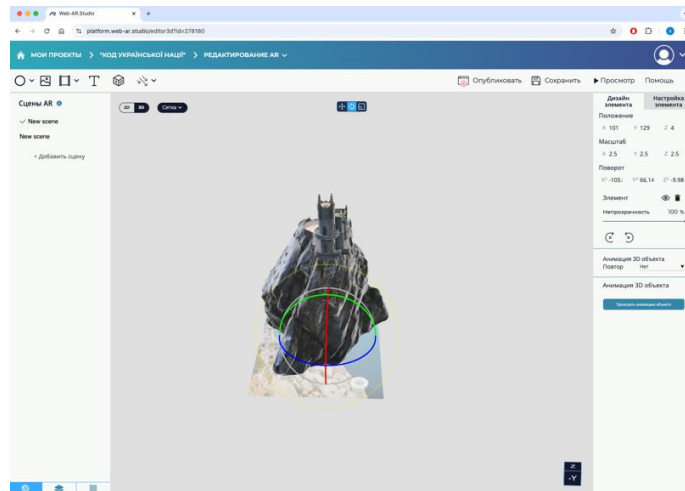 Web-AR.Studio
platform.web-ar.studio/editor3d?id=278180
МОИ ПРОЕКТЫ > "КОД УКРАЇНСЬКОЇ НАЦІЇ" > РЕДАКТИРОВАНИЕ AR
T Опубликовать Сохранить Просмотр Помощь
Сцены AR
New scene
New scene
+ Добавить сцену
2D 3D Сетка
Дизайн элемента
Настройка элемента
Положение
X 101 Y 129 Z 4
Масштаб
X 2.5 Y 2.5 Z 2.5
Поворот
X° -105. Y° 66.14 Z° -9.98
Элемент
Непрозрачность 100 %
Анимация 3D объекта
Повтор Нет
Анимация 3D объекта
Проиграть анимацию объекта
Z
-Y